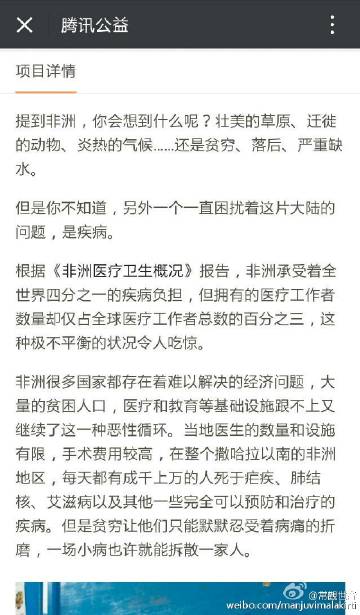 腾讯公益
项目详情
提到非洲，你会想到什么呢？壮美的草原、迁徙
的动物、炎热的气候......还是贫穷、落后、严重缺
水。
但是你不知道，另外一个一直困扰着这片大陆的
问题，是疾病。
根据《非洲医疗卫生概况》报告，非洲承受着全
世界四分之一的疾病负担，但拥有的医疗工作者
数量却仅占全球医疗工作者总数的百分之三，这
种极不平衡的状况令人吃惊。
非洲很多国家都存在着难以解决的经济问题，大
量的贫困人口，医疗和教育等基础设施跟不上又
继续了这一种恶性循环。当地医生的数量和设施
有限，手术费用较高，在整个撒哈拉以南的非洲
地区，每天都有成千上万的人死于疟疾、肺结
核、艾滋病以及其他一些完全可以预防和治疗的
疾病。但是贫穷让他们只能默默忍受着病痛的折
磨，一场小病也许就能拆散一家人。
weibo.com/manjuvimalakiru